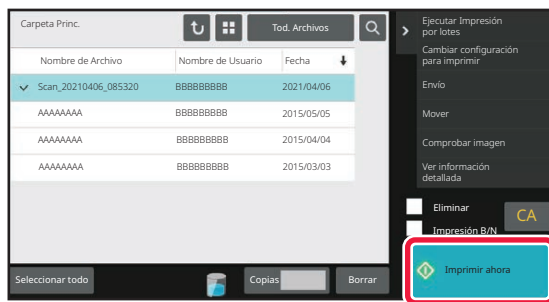 Carpeta Princ.
Tod. Archivos
Nombre de Archivo Nombre de Usuario Fecha
Scan_20210406_085320 BBBBBBBBB 2021/04/06
AAAAAAAA BBBBBBBBB 2015/05/05
AAAAAAAA BBBBBBBBB 2015/04/04
AAAAAAAA BBBBBBBBB 2015/03/03
Seleccionar todo
Copias
Borrar
Ejecutar Impresión
por lotes
Cambiar configuración
para imprimir
Envío
Mover
Comprobar imagen
Ver información
detallada
Eliminar
Impresión B/N
CA
Imprimir ahora